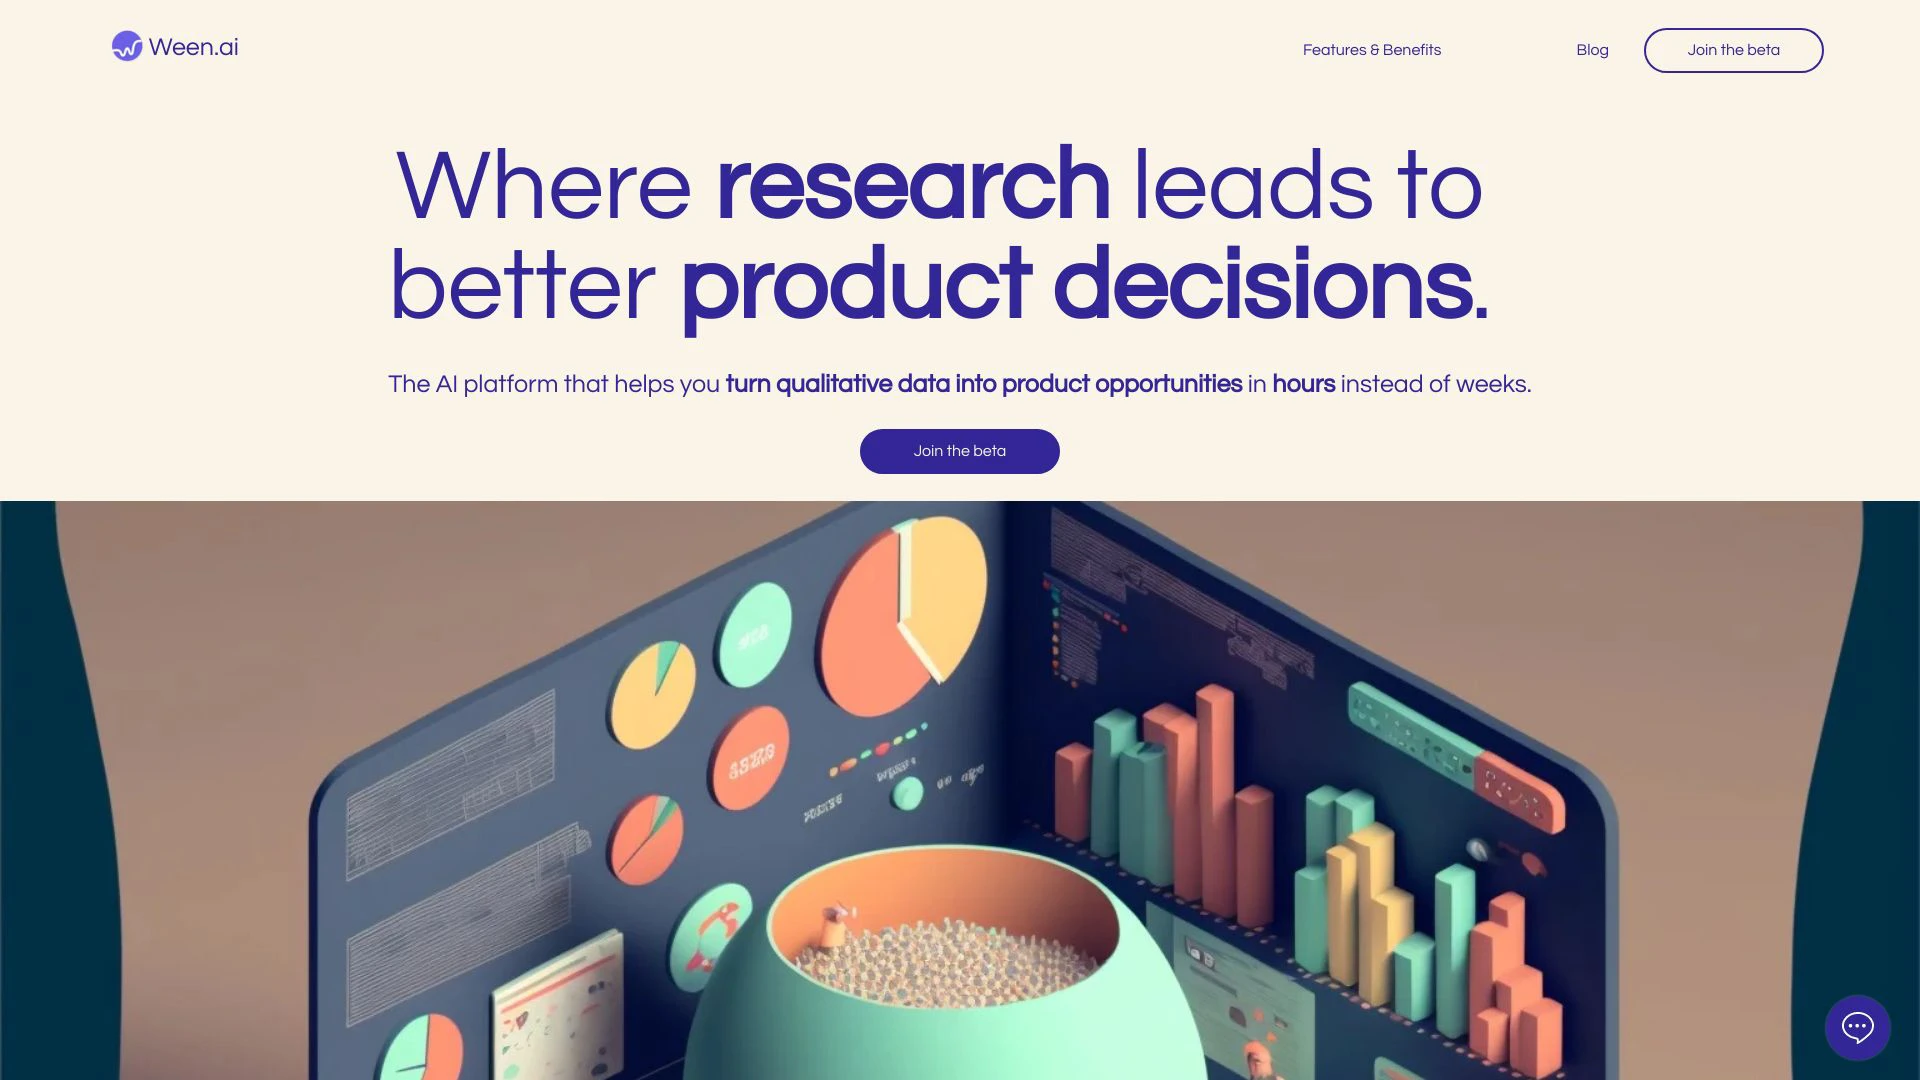 Ween.ai
Features & Benefits
Blog
Join the beta
Where research leads to
better product decisions.
The AI platform that helps you turn qualitative data into product opportunities in hours instead of weeks.
Join the beta